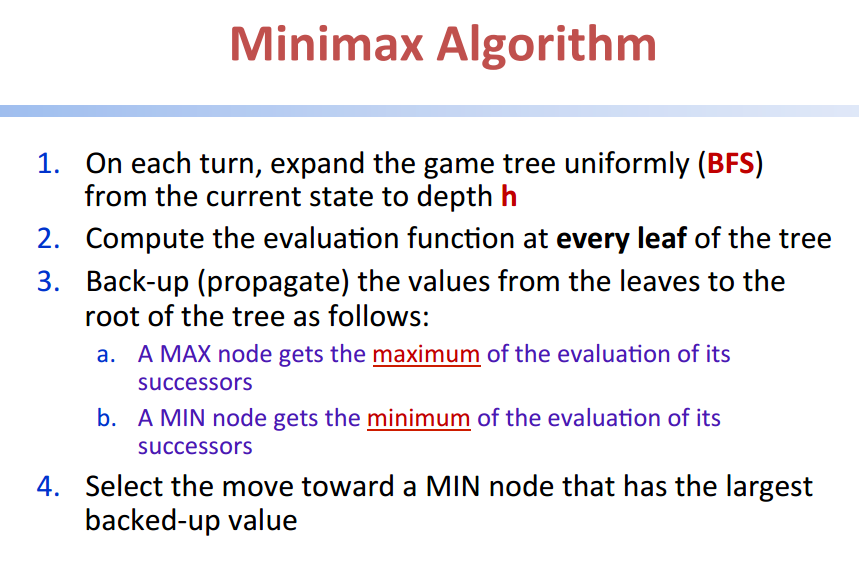 Minimax Algorithm
1. On each turn, expand the game tree uniformly (BFS)
from the current state to depth h
2. Compute the evaluation function at every leaf of the tree
3. Back-up (propagate) the values from the leaves to the
root of the tree as follows:
a. A MAX node gets the maximum of the evaluation of its
successors
b. A MIN node gets the minimum of the evaluation of its
successors
4. Select the move toward a MIN node that has the largest
backed-up value